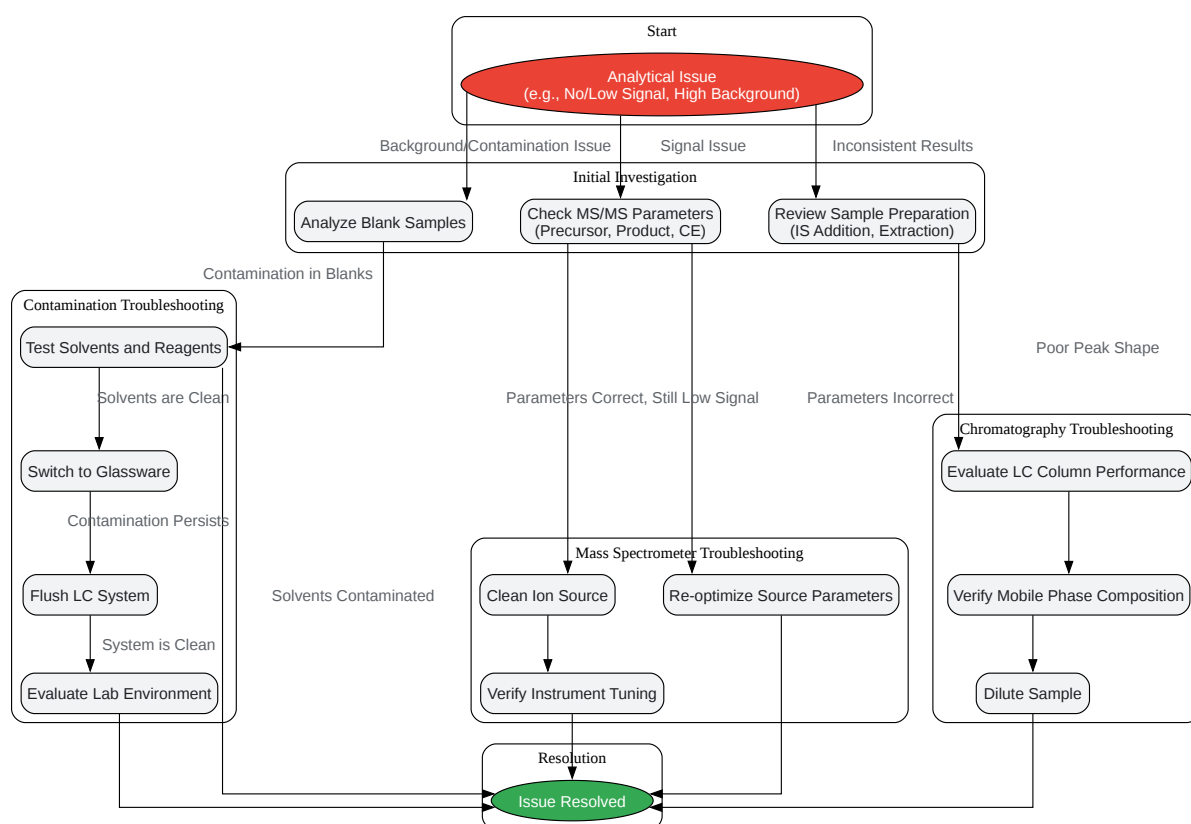 Start
Analytical Issue
(e.g., No/Low Signal, High Background)
Background/Contamination Issue
Signal Issue
Inconsistent Results
Initial Investigation
Analyze Blank Samples
Check MS/MS Parameters
(Precursor, Product, CE)
Review Sample Preparation
(IS Addition, Extraction)
Contamination in Blanks
Contamination Troubleshooting
Test Solvents and Reagents
Poor Peak Shape
Solvents are Clean
Parameters Correct, Still Low Signal
Parameters Incorrect
Chromatography Troubleshooting
Switch to Glassware
Evaluate LC Column Performance
Contamination Persists
Mass Spectrometer Troubleshooting
Flush LC System
Solvents Contaminated
Clean Ion Source
Re-optimize Source Parameters
Verify Mobile Phase Composition
System is Clean
Evaluate Lab Environment
Verify Instrument Tuning
Dilute Sample
Resolution
Issue Resolved